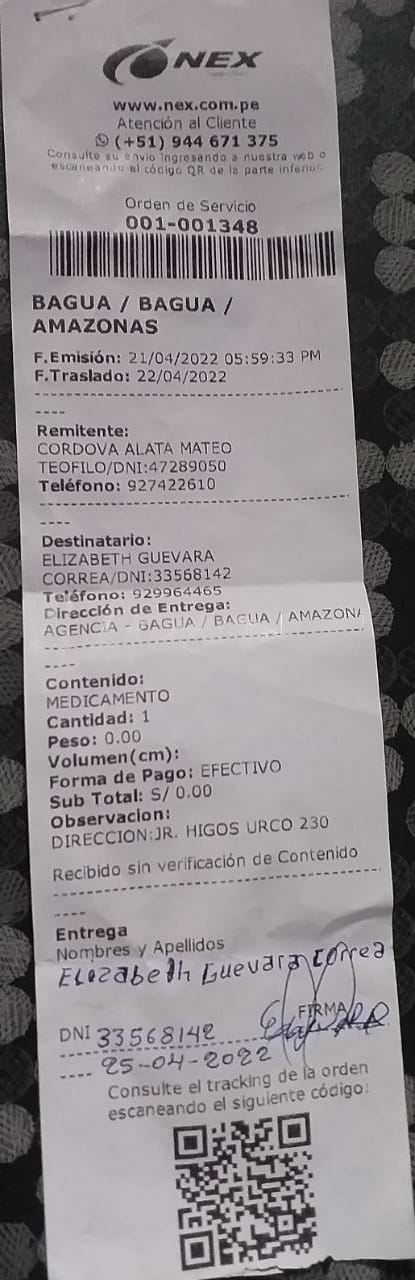 NEX
www.nex.com.pe
Atención al Cliente
(+51) 944 671 375
Consulte su envio ingresando a nuestra web o
escaneando el código QR de la parte inferior
Orden de Servicio
001-001348
BAGUA / BAGUA /
AMAZONAS
F.Emisión: 21/04/2022 05:59:33 PM
F.Traslado: 22/04/2022
----
Remitente:
CORDOVA ALATA MATEO
TEOFILO/DNI:47289050
Teléfono: 927422610
----
Destinatario:
ELIZABETH GUEVARA
CORREA/DNI:33568142
Teléfono: 929964465
Dirección de Entrega:
AGENCIA - BAGUA / BAGUA / AMAZONA
----
Contenido:
MEDICAMENTO
Cantidad: 1
Peso: 0.00
Volumen(cm):
Forma de Pago: EFECTIVO
Sub Total: S/ 0.00
Observacion:
DIRECCION:JR. HIGOS URCO 230
Recibido sin verificación de Contenido
----
Entrega
Nombres y Apellidos
Elizabeth Guevara Correa
FIRMA
DNI 33568142
---- 25-04-2022
Consulte el tracking de la orden
escaneando el siguiente código: